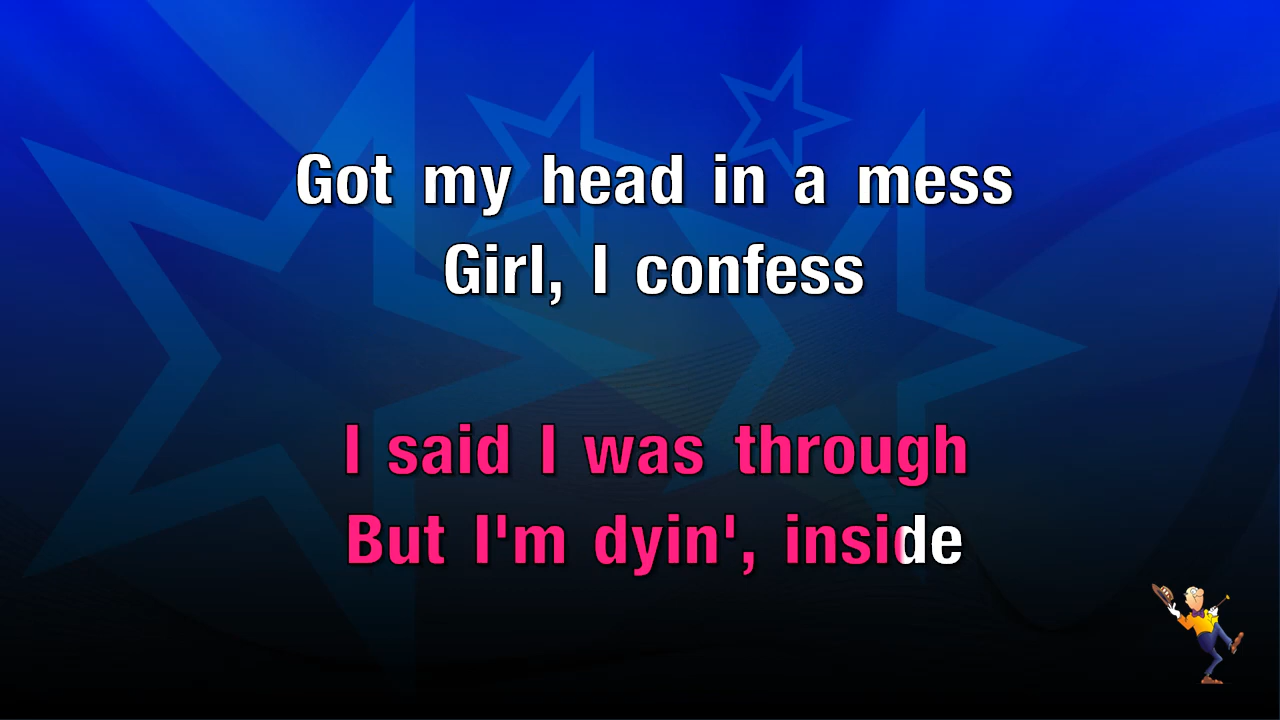 Got my head in a mess
Girl, I confess
I said I was through
But I'm dyin', inside